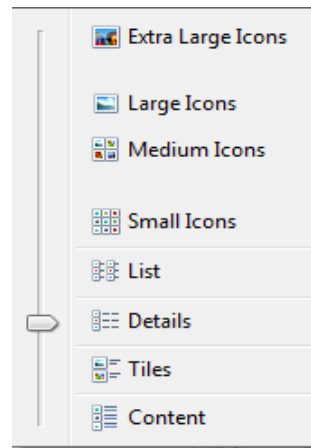 Extra Large Icons
Large Icons
Medium Icons
Small Icons
List
Details
Tiles
Content